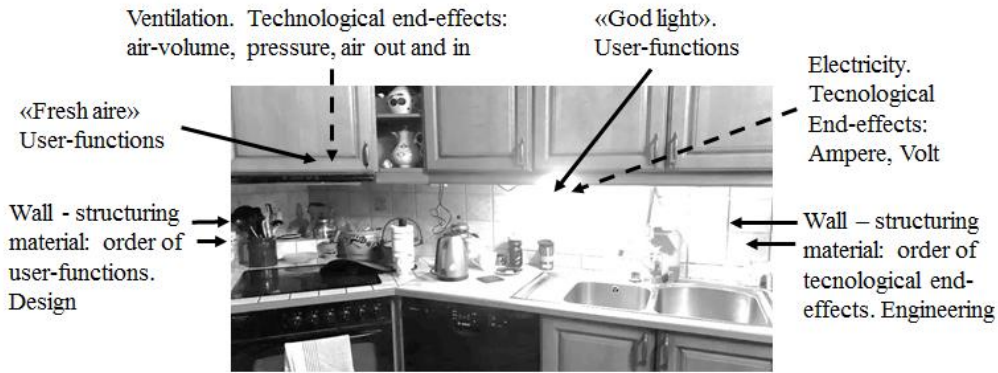 Ventilation. Technological end-effects:
air-volume, pressure, air out and in
«God light».
User-functions
Electricity.
Tecnological
End-effects:
Ampere, Volt
«Fresh aire»
User-functions
Wall - structuring
material: order of
user-functions.
Design
Wall – structuring
material: order of
tecnological end-
effects. Engineering